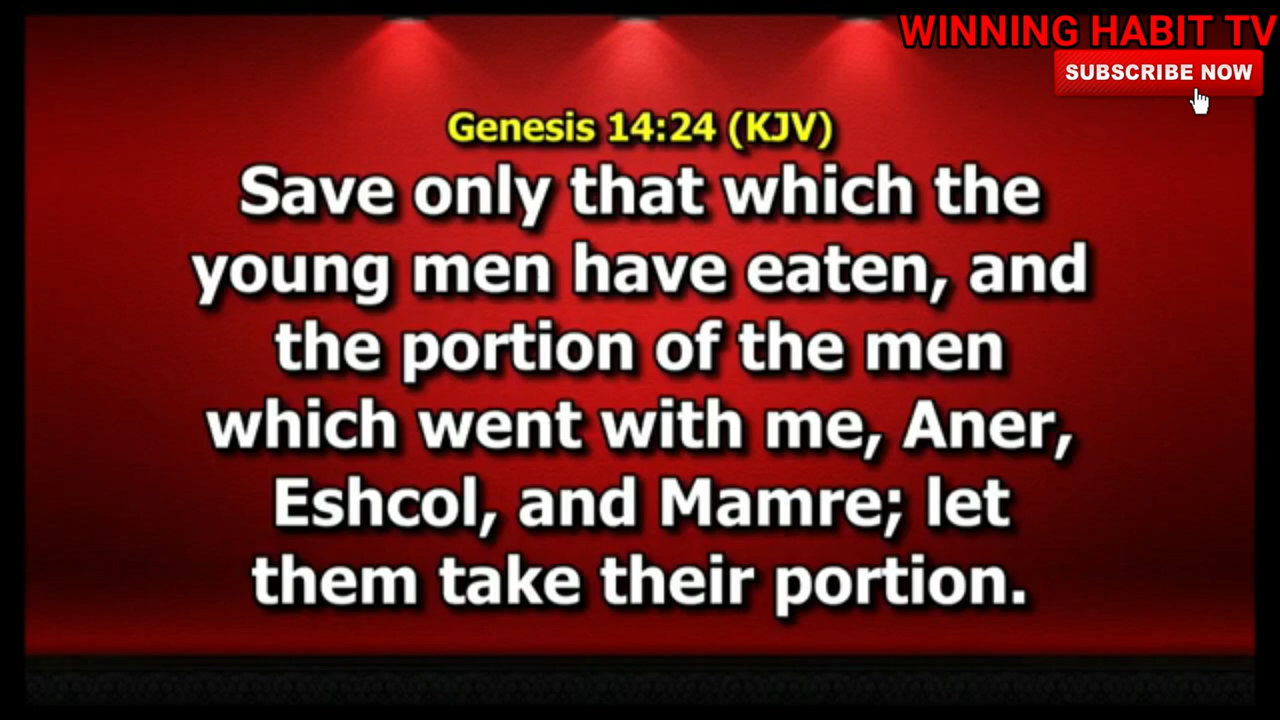 WINNING HABIT TV
SUBSCRIBE NOW
Genesis 14:24 (KJV)
Save only that which the
young men have eaten, and
the portion of the men
which went with me, Aner,
Eshcol, and Mamre; let
them take their portion.